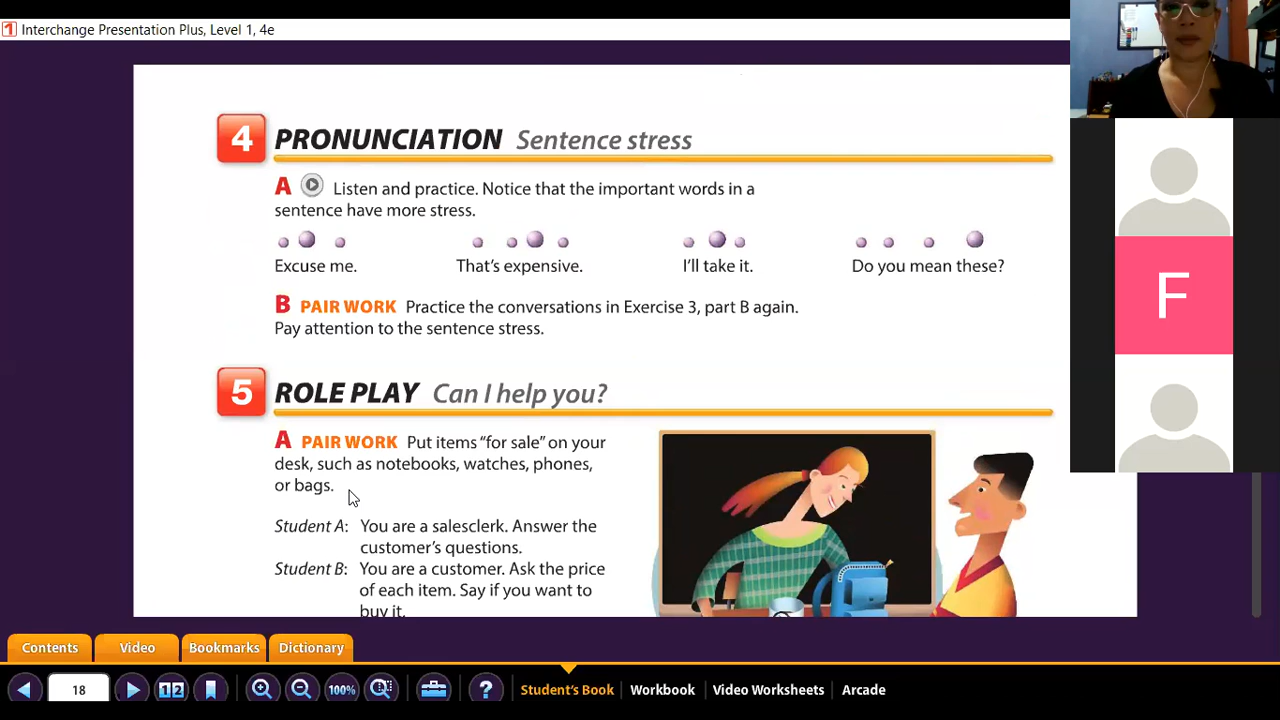 Interchange Presentation Plus, Level 1, 4e
4 PRONUNCIATION Sentence stress
A Listen and practice. Notice that the important words in a
sentence have more stress.
Excuse me. That's expensive. I'll take it. Do you mean these?
B PAIR WORK Practice the conversations in Exercise 3, part B again.
Pay attention to the sentence stress.
5 ROLE PLAY Can I help you?
A PAIR WORK Put items “for sale” on your
desk, such as notebooks, watches, phones,
or bags.
Student A: You are a salesclerk. Answer the
customer's questions.
Student B: You are a customer. Ask the price
of each item. Say if you want to
buy it.
F
Contents Video Bookmarks Dictionary
18 1 2 100% ? Student's Book Workbook Video Worksheets Arcade